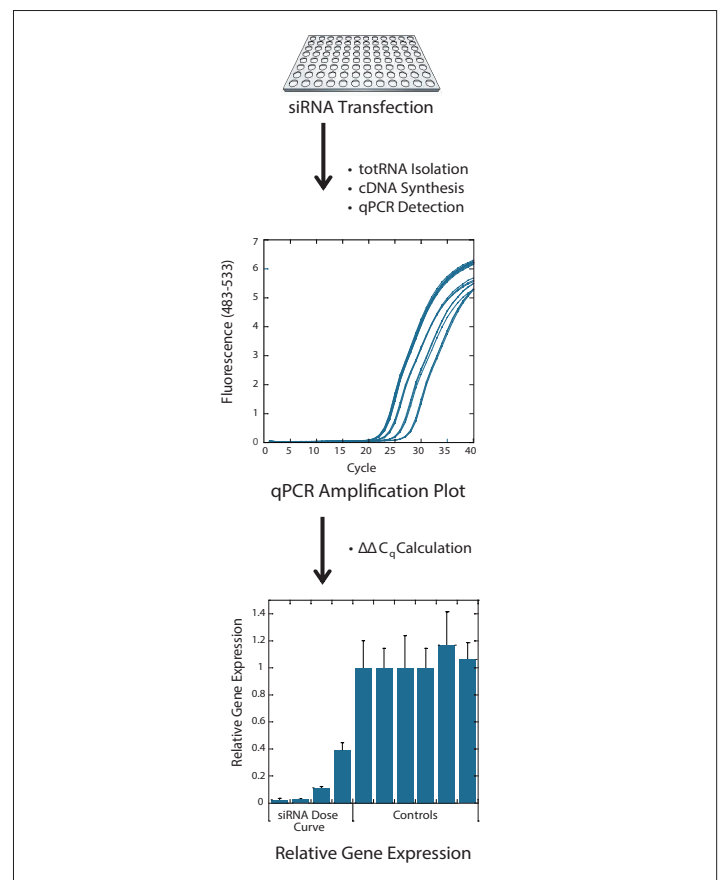 siRNA Transfection
• totRNA Isolation
• cDNA Synthesis
• qPCR Detection
Fluorescence (483-533)
7
6
5
4
3
2
1
0
0 5 10 15 20 25 30 35 40
Cycle
qPCR Amplification Plot
• ΔΔCqCalculation
Relative Gene Expression
1.4
1.2
1
0.8
0.6
0.4
0.2
0
siRNA Dose
Curve
Controls
Relative Gene Expression